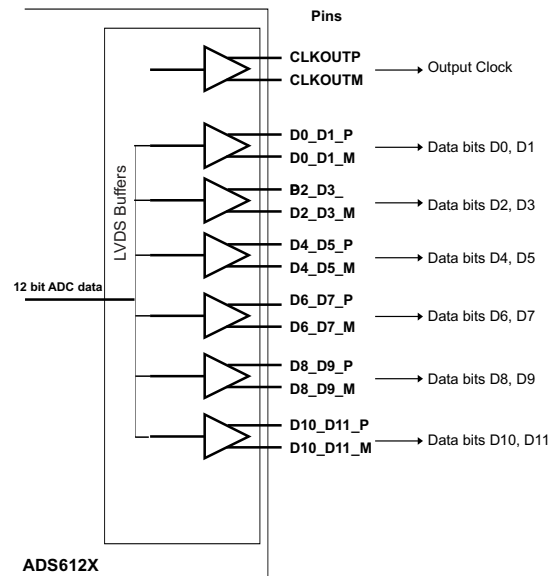 Pins
CLKOUTP
CLKOUTM
Output Clock
D0_D1_P
D0_D1_M
Data bits D0, D1
D2_D3_
D2_D3_M
Data bits D2, D3
D4_D5_P
D4_D5_M
Data bits D4, D5
12 bit ADC data
D6_D7_P
D6_D7_M
Data bits D6, D7
D8_D9_P
D8_D9_M
Data bits D8, D9
D10_D11_P
D10_D11_M
Data bits D10, D11
LVDS Buffers
ADS612X